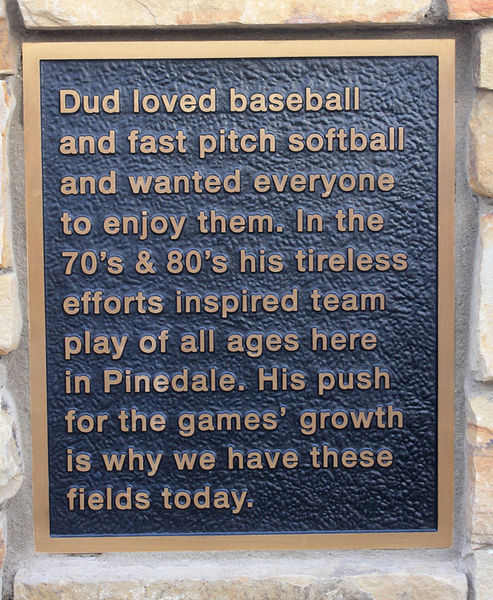 Dud loved baseball
and fast pitch softball
and wanted everyone
to enjoy them. In the
70's & 80's his tireless
efforts inspired team
play of all ages here
in Pinedale. His push
for the games' growth
is why we have these
fields today.